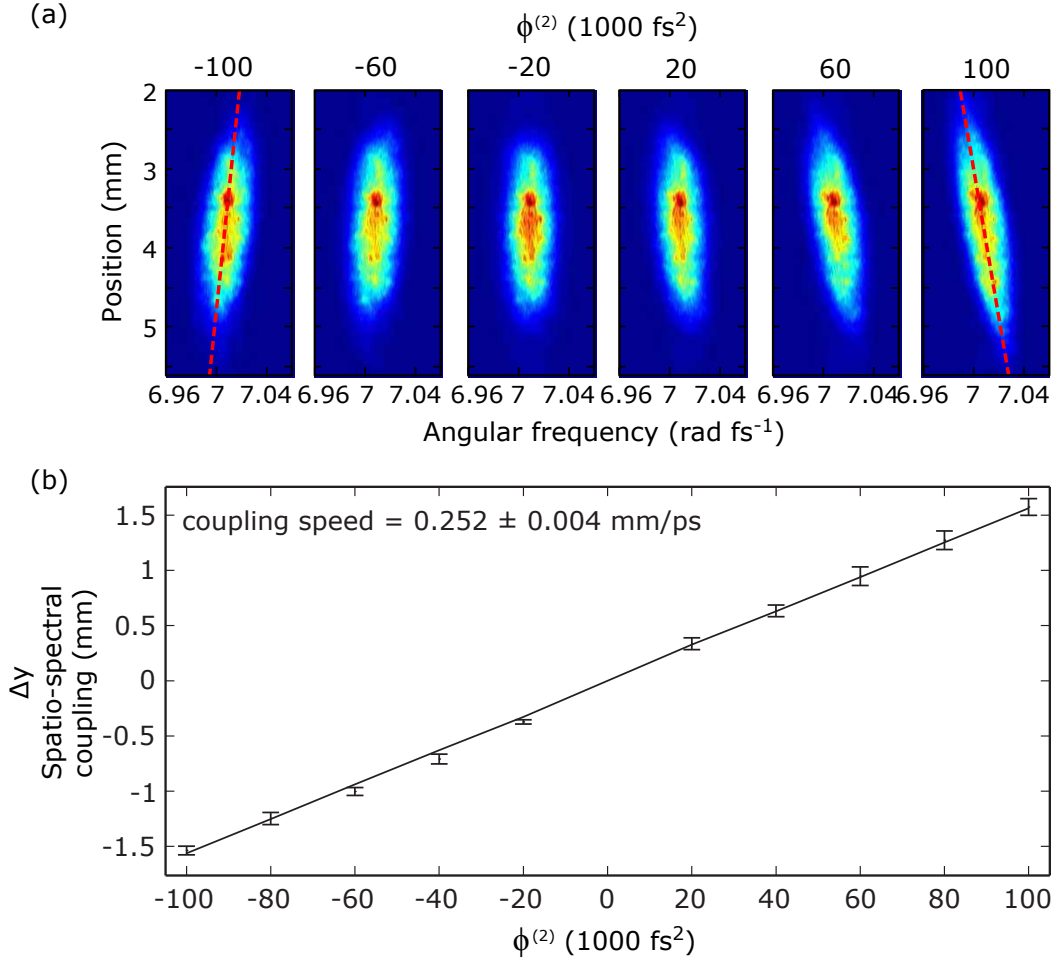 (a)
ϕ(2) (1000 fs2)
-100 -60 -20 20 60 100
2
3
4
5
Position (mm)
6.96 7 7.04 6.96 7 7.04 6.96 7 7.04 6.96 7 7.04 6.96 7 7.04 6.96 7 7.04
Angular frequency (rad fs-1)
(b)
coupling speed = 0.252 ± 0.004 mm/ps
1.5
1
0.5
0
-0.5
-1
-1.5
Δy
Spatio-spectral
coupling (mm)
-100 -80 -60 -40 -20 0 20 40 60 80 100
ϕ(2) (1000 fs2)